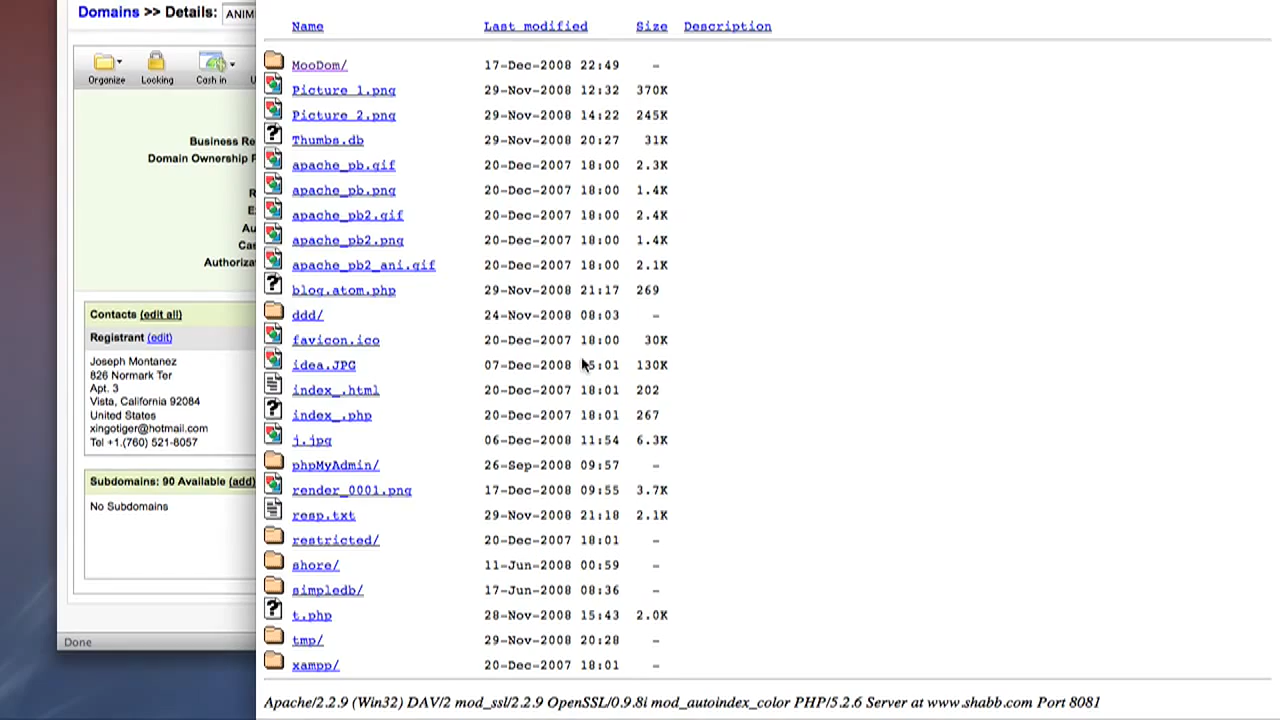 Domains >> Details: ANIM
Organize Locking Cash in
Business Re
Domain Ownership
R
E
Au
Cas
Authoriza
Contacts (edit all)
Registrant (edit)
Joseph Montanez
826 Normark Ter
Apt. 3
Vista, California 92084
United States
xingotiger@hotmail.com
Tel +1.(760) 521-8057
Subdomains: 90 Available (add)
No Subdomains
Done
Name Last modified Size Description
MooDom/ 17-Dec-2008 22:49 -
Picture 1.png 29-Nov-2008 12:32 370K
Picture 2.png 29-Nov-2008 14:22 245K
Thumbs.db 29-Nov-2008 20:27 31K
apache_pb.gif 20-Dec-2007 18:00 2.3K
apache_pb.png 20-Dec-2007 18:00 1.4K
apache_pb2.gif 20-Dec-2007 18:00 2.4K
apache_pb2.png 20-Dec-2007 18:00 1.4K
apache_pb2_ani.gif 20-Dec-2007 18:00 2.1K
blog.atom.php 29-Nov-2008 21:17 269
ddd/ 24-Nov-2008 08:03 -
favicon.ico 20-Dec-2007 18:00 30K
idea.JPG 07-Dec-2008 5:01 130K
index_.html 20-Dec-2007 18:01 202
index_.php 20-Dec-2007 18:01 267
j.jpg 06-Dec-2008 11:54 6.3K
phpMyAdmin/ 26-Sep-2008 09:57 -
render_0001.png 17-Dec-2008 09:55 3.7K
resp.txt 29-Nov-2008 21:18 2.1K
restricted/ 20-Dec-2007 18:01 -
shore/ 11-Jun-2008 00:59 -
simpledb/ 17-Jun-2008 08:36 -
t.php 28-Nov-2008 15:43 2.0K
tmp/ 29-Nov-2008 20:28 -
xampp/ 20-Dec-2007 18:01 -
Apache/2.2.9 (Win32) DAV/2 mod_ssl/2.2.9 OpenSSL/0.9.8i mod_autoindex_color PHP/5.2.6 Server at www.shabb.com Port 8081